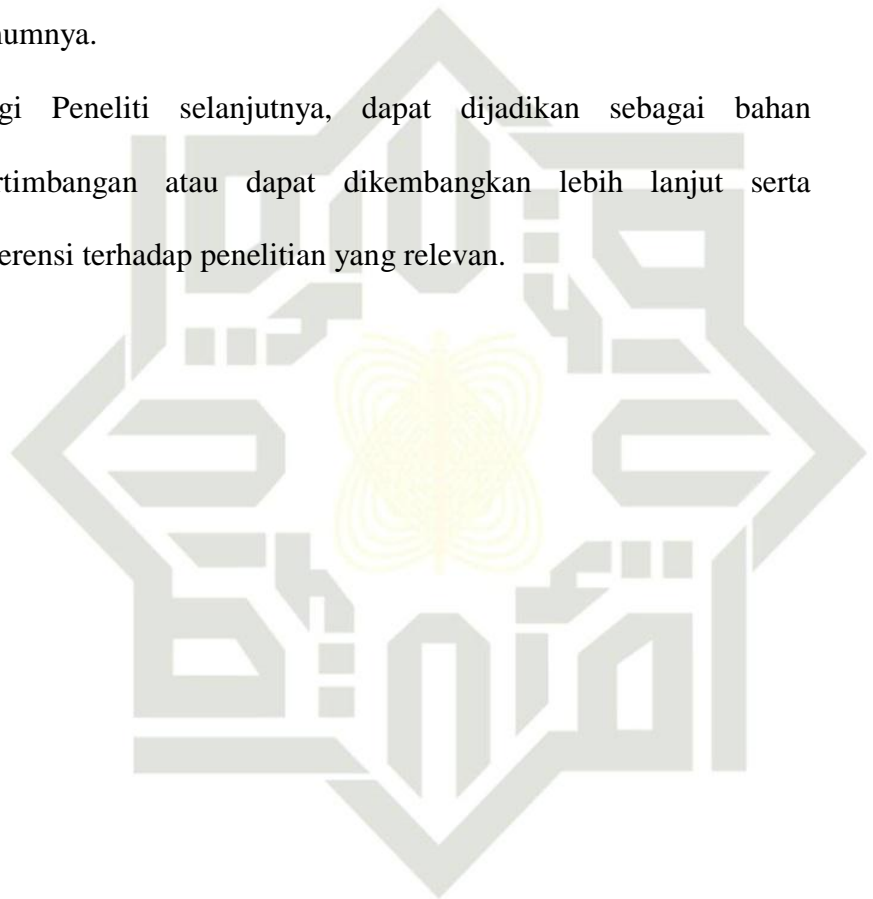 numnya.
gi Peneliti selanjutnya, dapat dijadikan sebagai bahan
rtimbangan atau dapat dikembangkan lebih lanjut serta
erensi terhadap penelitian yang relevan.